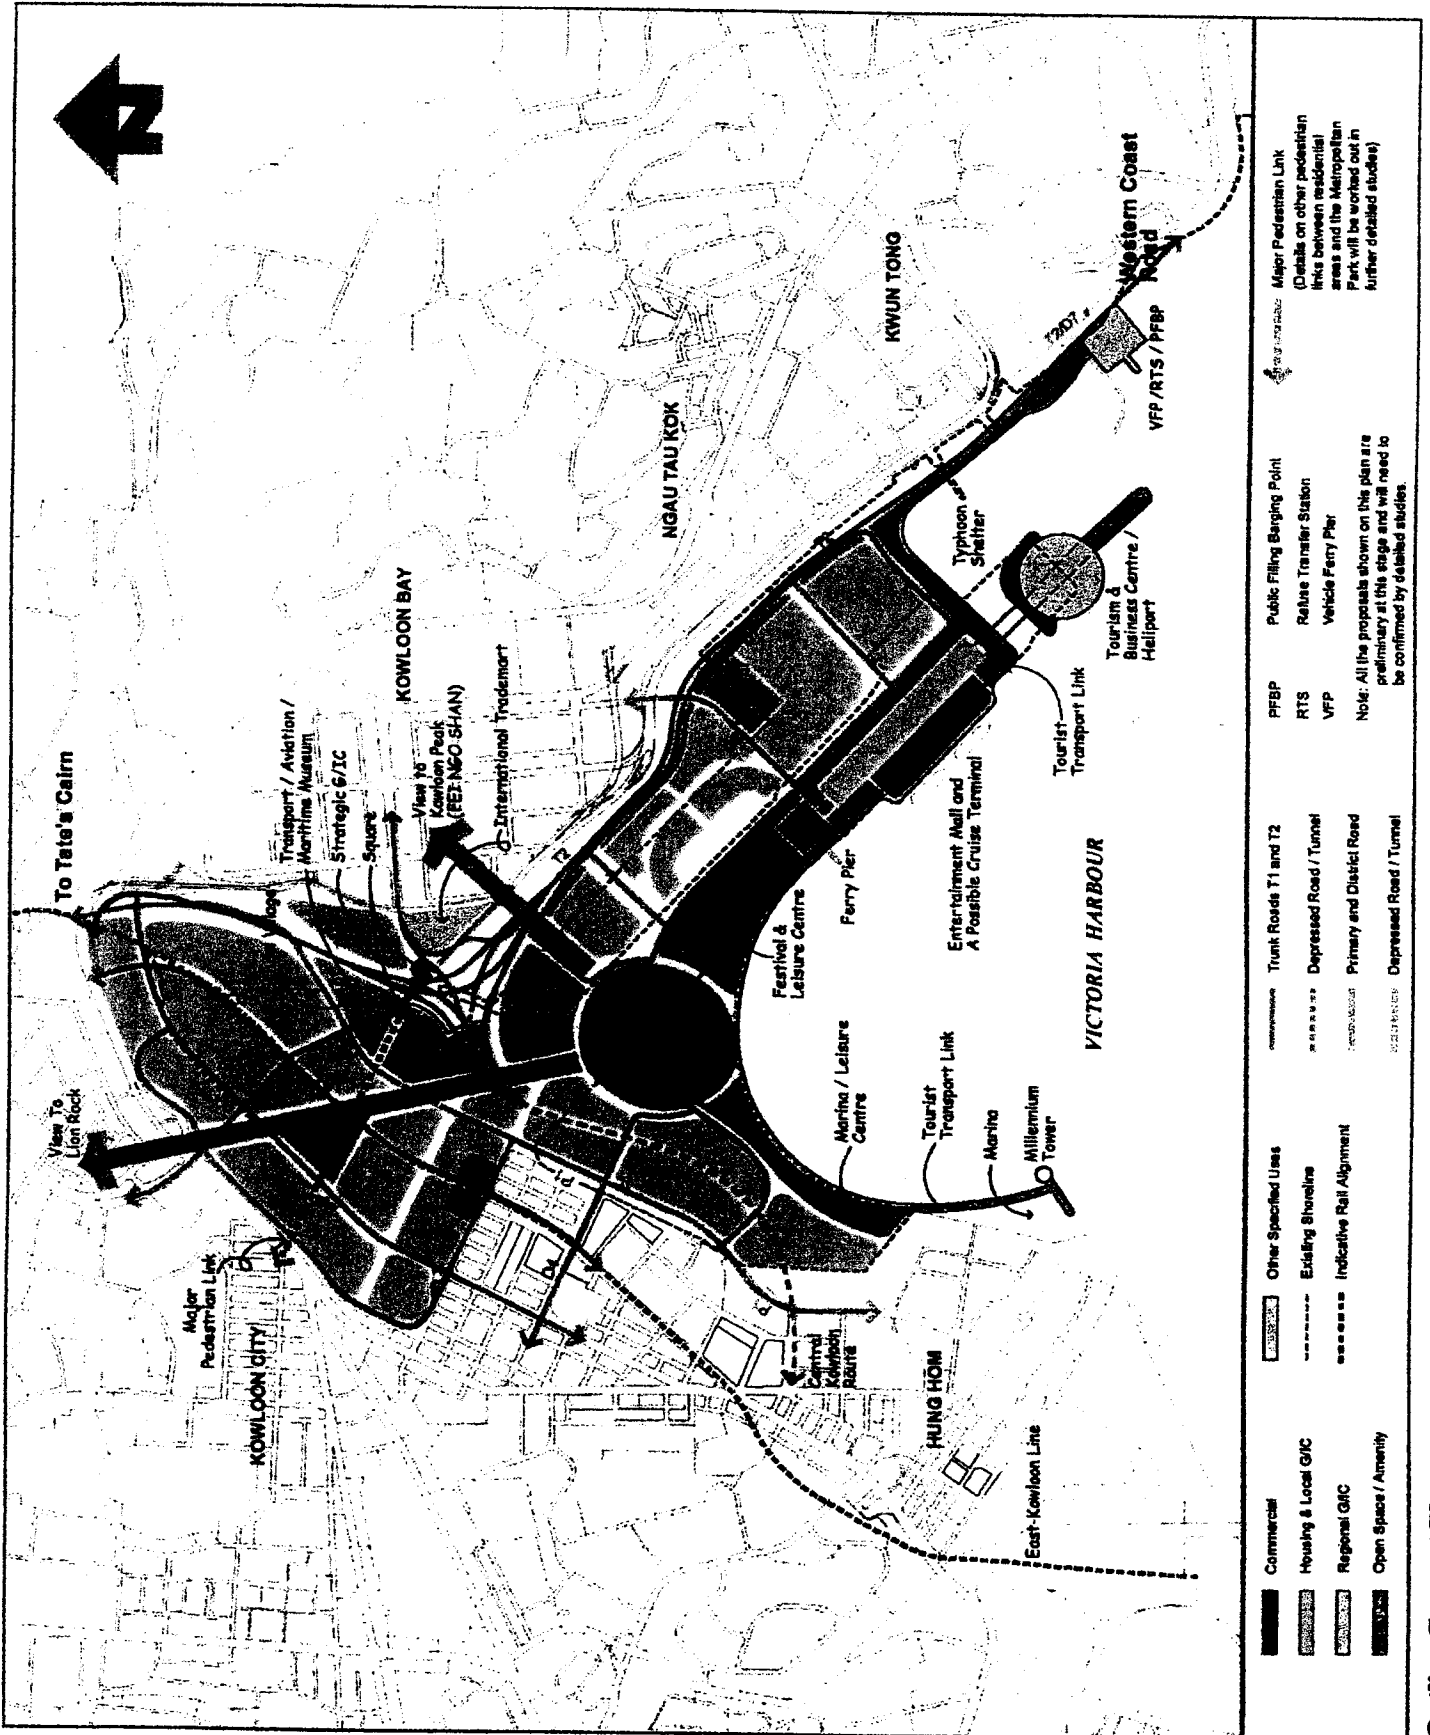 N
To Tate's Cairn
View To
Lion Rock
Transport / Aviation /
Maritime Museum
Strategic G/IC
Square
KOWLOON BAY
View to
Kowloon Peak
(FEI NGO SHAN)
International Trademart
Major
Pedestrian Link
KOWLOON CITY
NGAU TAU KOK
KWUN TONG
Western Coast
Road
VFP / RTS / PFBP
T2
Typhoon
Shelter
Tourism &
Business Centre /
Heliport
Tourist
Transport Link
Entertainment Mall and
A Possible Cruise Terminal
Ferry Pier
Festival &
Leisure Centre
Marina / Leisure
Centre
Tourist
Transport Link
Marina
Millennium
Tower
VICTORIA HARBOUR
Central
Kowloon
Route
HUNG HOM
East-Kowloon Line
Commercial
Housing & Local G/IC
Regional G/IC
Open Space / Amenity
Other Specified Uses
Existing Shoreline
Indicative Rail Alignment
Trunk Roads T1 and T2
Depressed Road / Tunnel
Primary and District Road
Depressed Road / Tunnel
PFBP Public Filling Barging Point
RTS Refuse Transfer Station
VFP Vehicle Ferry Pier
Note: All the proposals shown on this plan are
preliminary at this stage and will need to
be confirmed by detailed studies.
Major Pedestrian Link
(Details on other pedestrian
links between residential
areas and the Metropolitan
Park will be worked out in
further detailed studies)